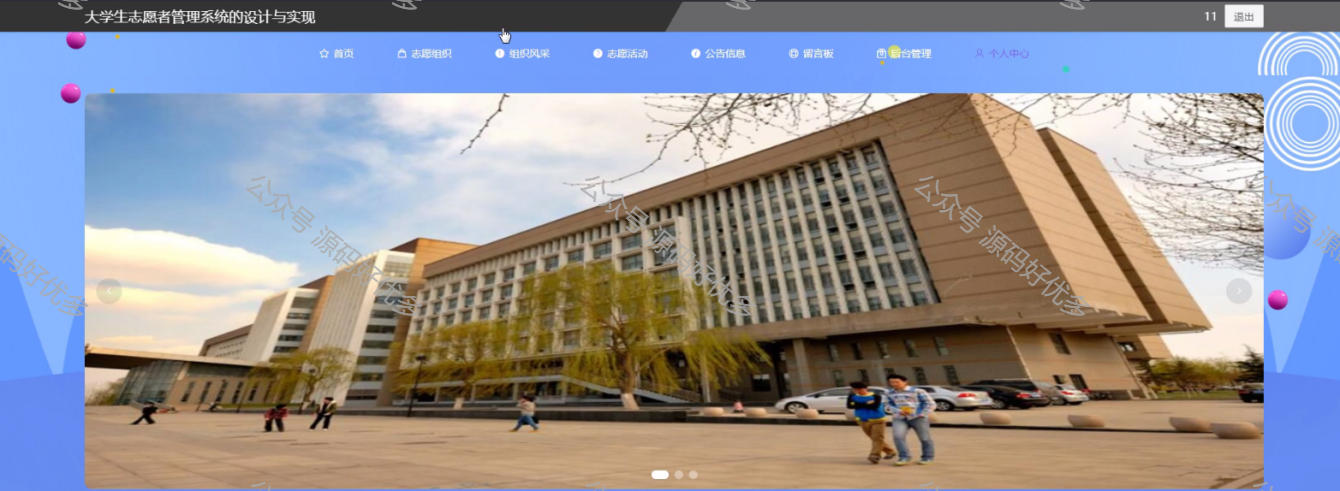 大学生志愿者管理系统的设计与实现
11 退出
首页 志愿组织 组织风采 志愿活动 公告信息 留言板 后台管理 个人中心
公众号 源码好优多
公众号 源码好优多
公众号 源码好优多
源码好优多